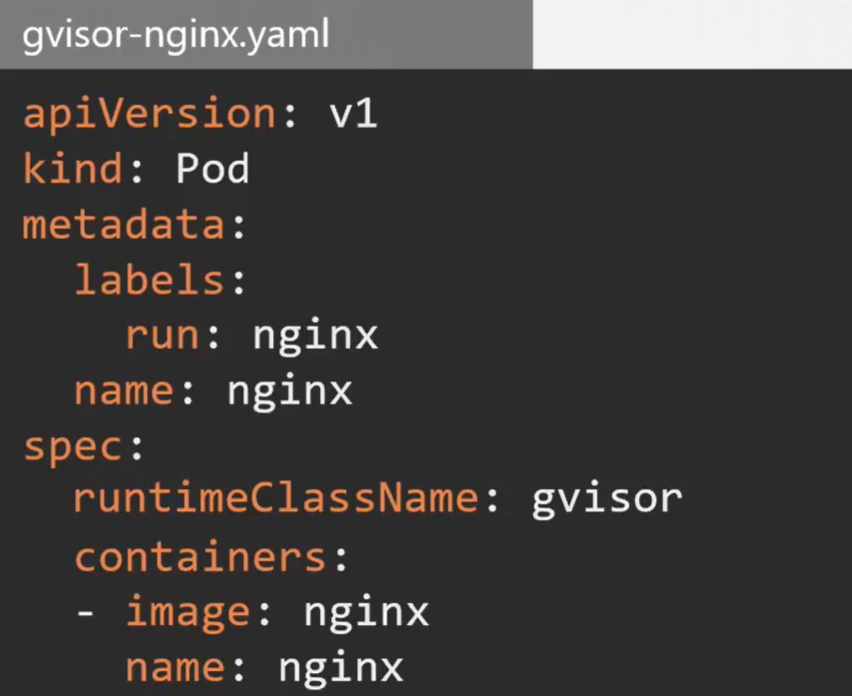 gvisor-nginx.yaml
apiVersion: v1
kind: Pod
metadata:
  labels:
    run: nginx
  name: nginx
spec:
  runtimeClassName: gvisor
  containers:
  - image: nginx
    name: nginx